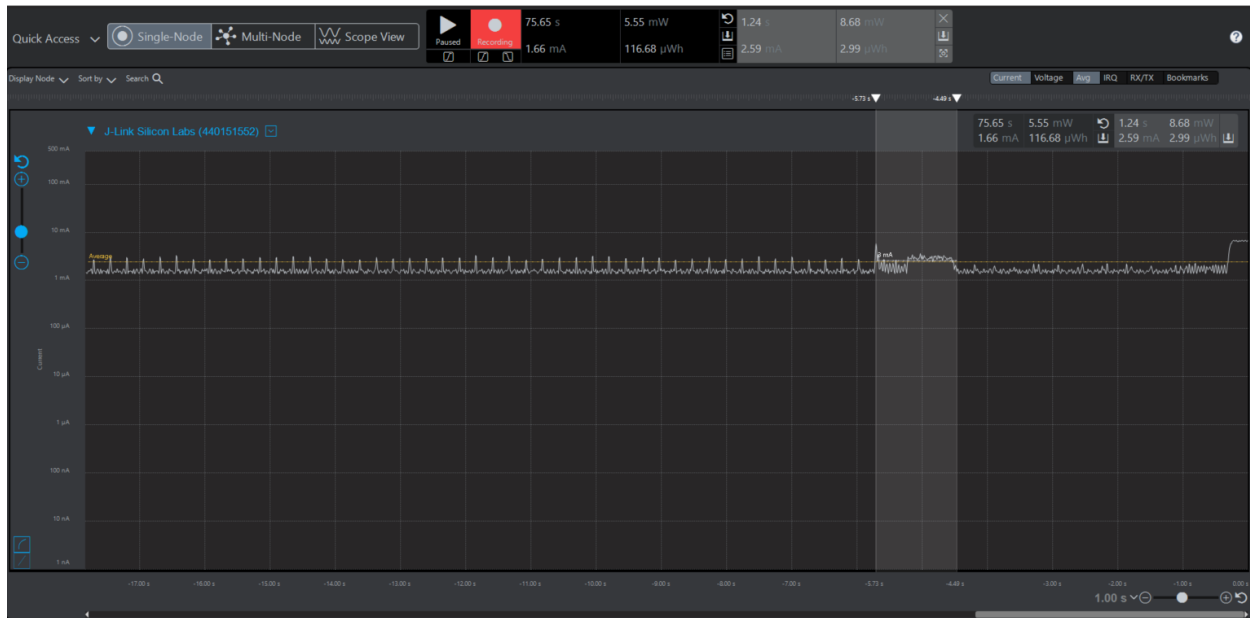 Quick Access Single-Node Multi-Node Scope View
Paused
Recording
75.65 s 5.55 mW 1.24 s 8.68 mW
1.66 mA 116.68 µWh 2.59 mA 2.99 µWh
Display Node Sort by Search
Current Voltage Avg IRQ RX/TX Bookmarks
-5.73 s -4.49 s
J-Link Silicon Labs (440151552)
75.65 s 5.55 mW 1.24 s 8.68 mW
1.66 mA 116.68 µWh 2.59 mA 2.99 µWh
500 mA
100 mA
10 mA
Average
3 mA
1 mA
100 µA
Current
10 µA
1 µA
100 nA
10 nA
1 nA
-17.00 s -16.00 s -15.00 s -14.00 s -13.00 s -12.00 s -11.00 s -10.00 s -9.00 s -8.00 s -7.00 s -5.73 s -4.49 s -3.00 s -2.00 s -1.00 s 0.00 s
1.00 s